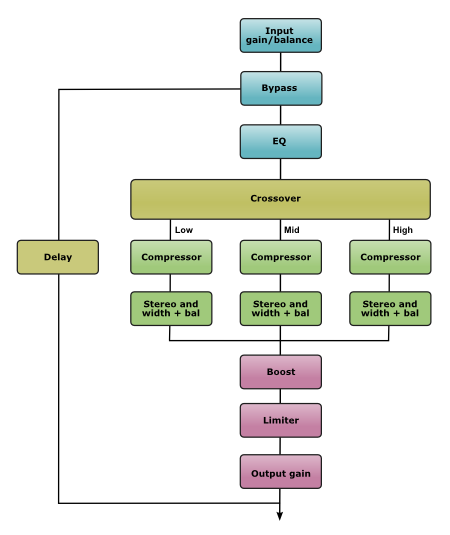 Input
gain/balance
Bypass
EQ
Crossover
Low
Mid
High
Delay
Compressor
Compressor
Compressor
Stereo and
width + bal
Stereo and
width + bal
Stereo and
width + bal
Boost
Limiter
Output gain